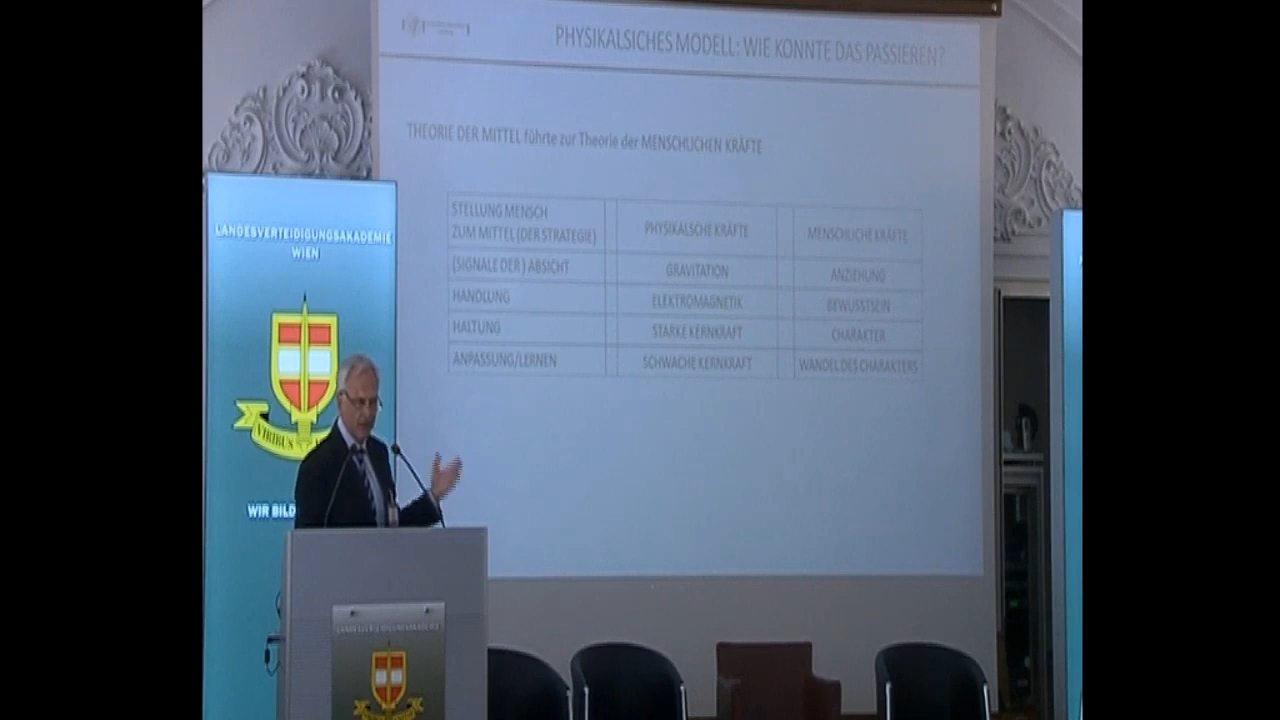 PHYSIKALSICHES MODELL: WIE KONNTE DAS PASSIEREN?
THEORIE DER MITTEL führte zur Theorie der MENSCHLICHEN KRÄFTE
STELLUNG MENSCH
ZUM MITTEL (DER STRATEGIE)
PHYSIKALSCHE KRÄFTE
MENSCHLICHE KRÄFTE
(SIGNALE DER ) ABSICHT
GRAVITATION
ANZIEHUNG
HANDLUNG
ELEKTROMAGNETIK
BEWUSSTSEIN
HALTUNG
STARKE KERNKRAFT
CHARAKTER
ANPASSUNG/LERNEN
SCHWACHE KERNKRAFT
WANDEL DES CHARAKTERS
LANDESVERTEIDIGUNGSAKADEMIE
WIEN
VIRIBUS
WIR BILD
LANDESVERTEIDIGUNGSAKADEMIE